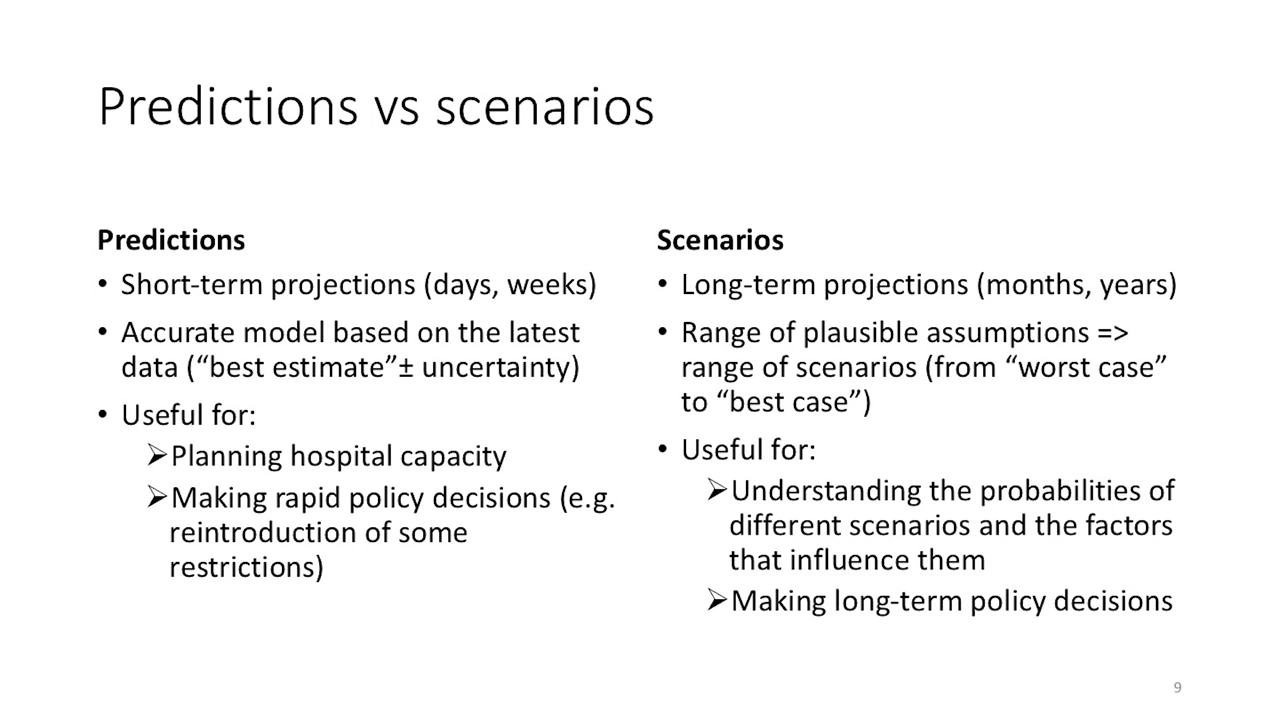 Predictions vs scenarios
Predictions
• Short-term projections (days, weeks)
• Accurate model based on the latest
data (“best estimate”± uncertainty)
• Useful for:
➢Planning hospital capacity
➢Making rapid policy decisions (e.g.
reintroduction of some
restrictions)
Scenarios
• Long-term projections (months, years)
• Range of plausible assumptions =>
range of scenarios (from “worst case”
to “best case”)
• Useful for:
➢Understanding the probabilities of
different scenarios and the factors
that influence them
➢Making long-term policy decisions
9